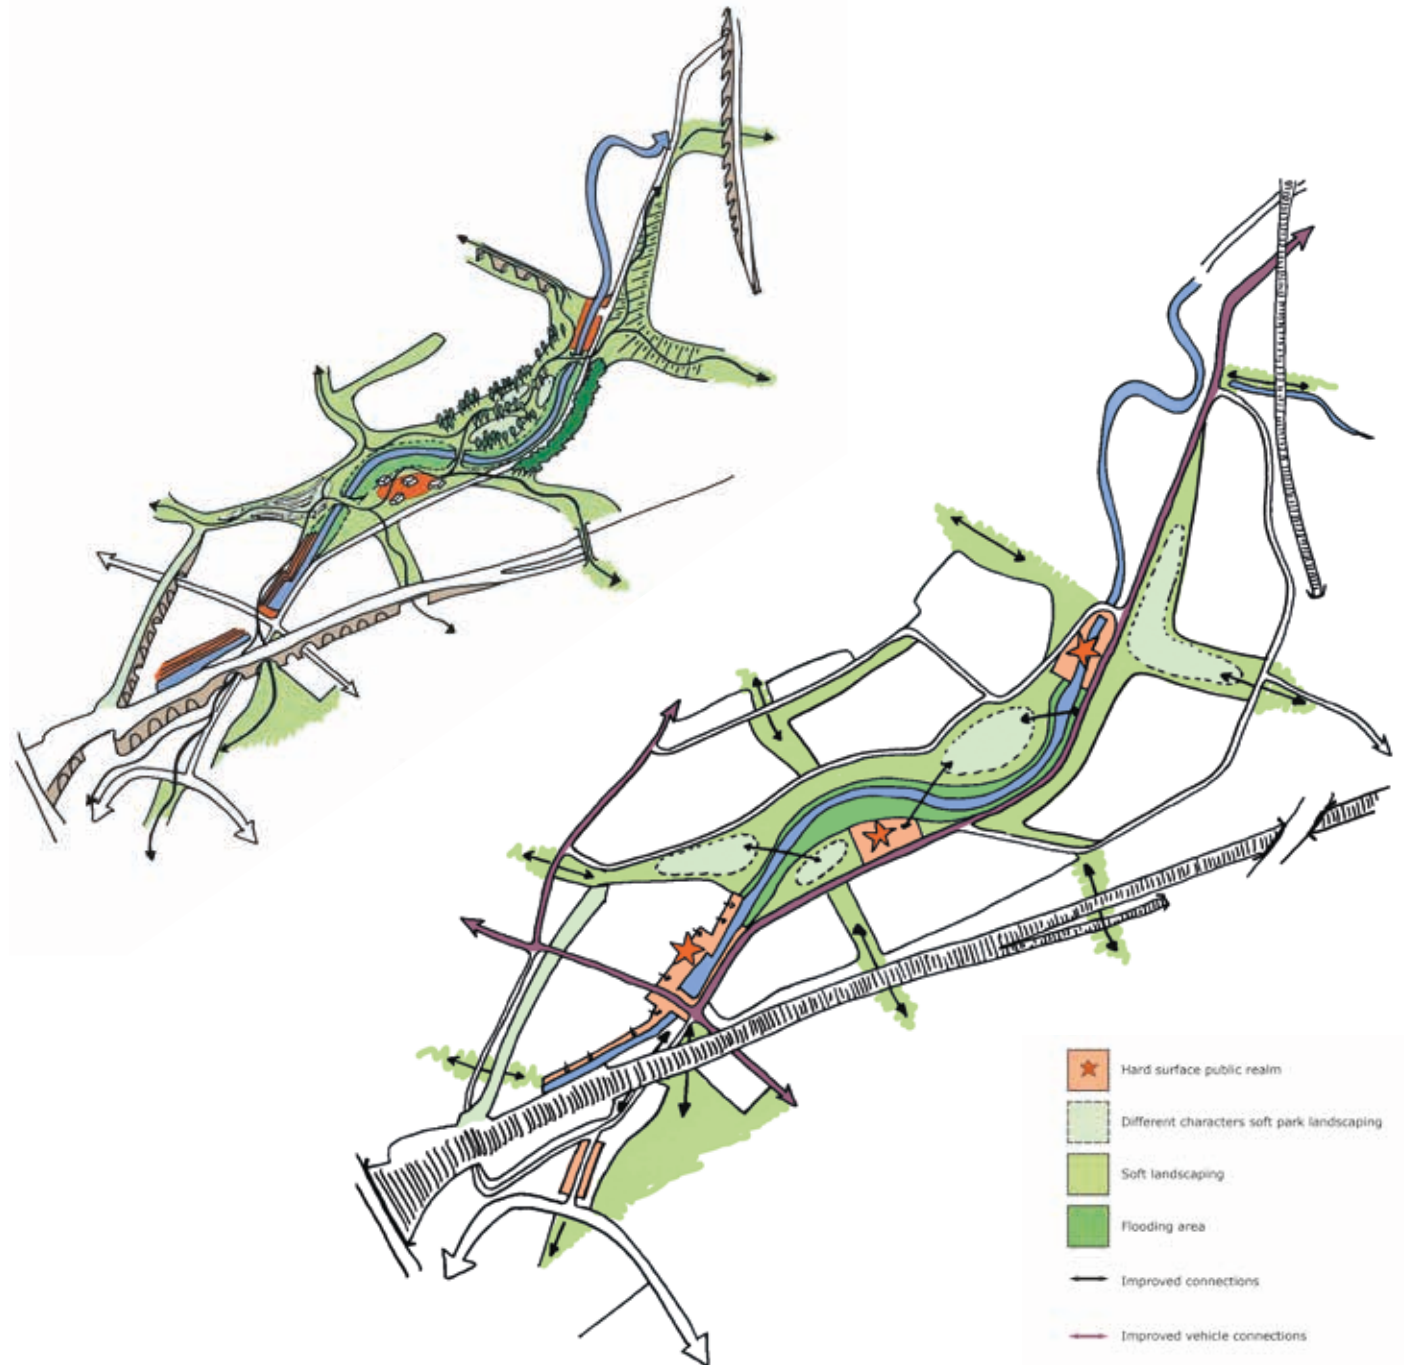 Hard surface public realm
Different characters soft park landscaping
Soft landscaping
Flooding area
Improved connections
Improved vehicle connections